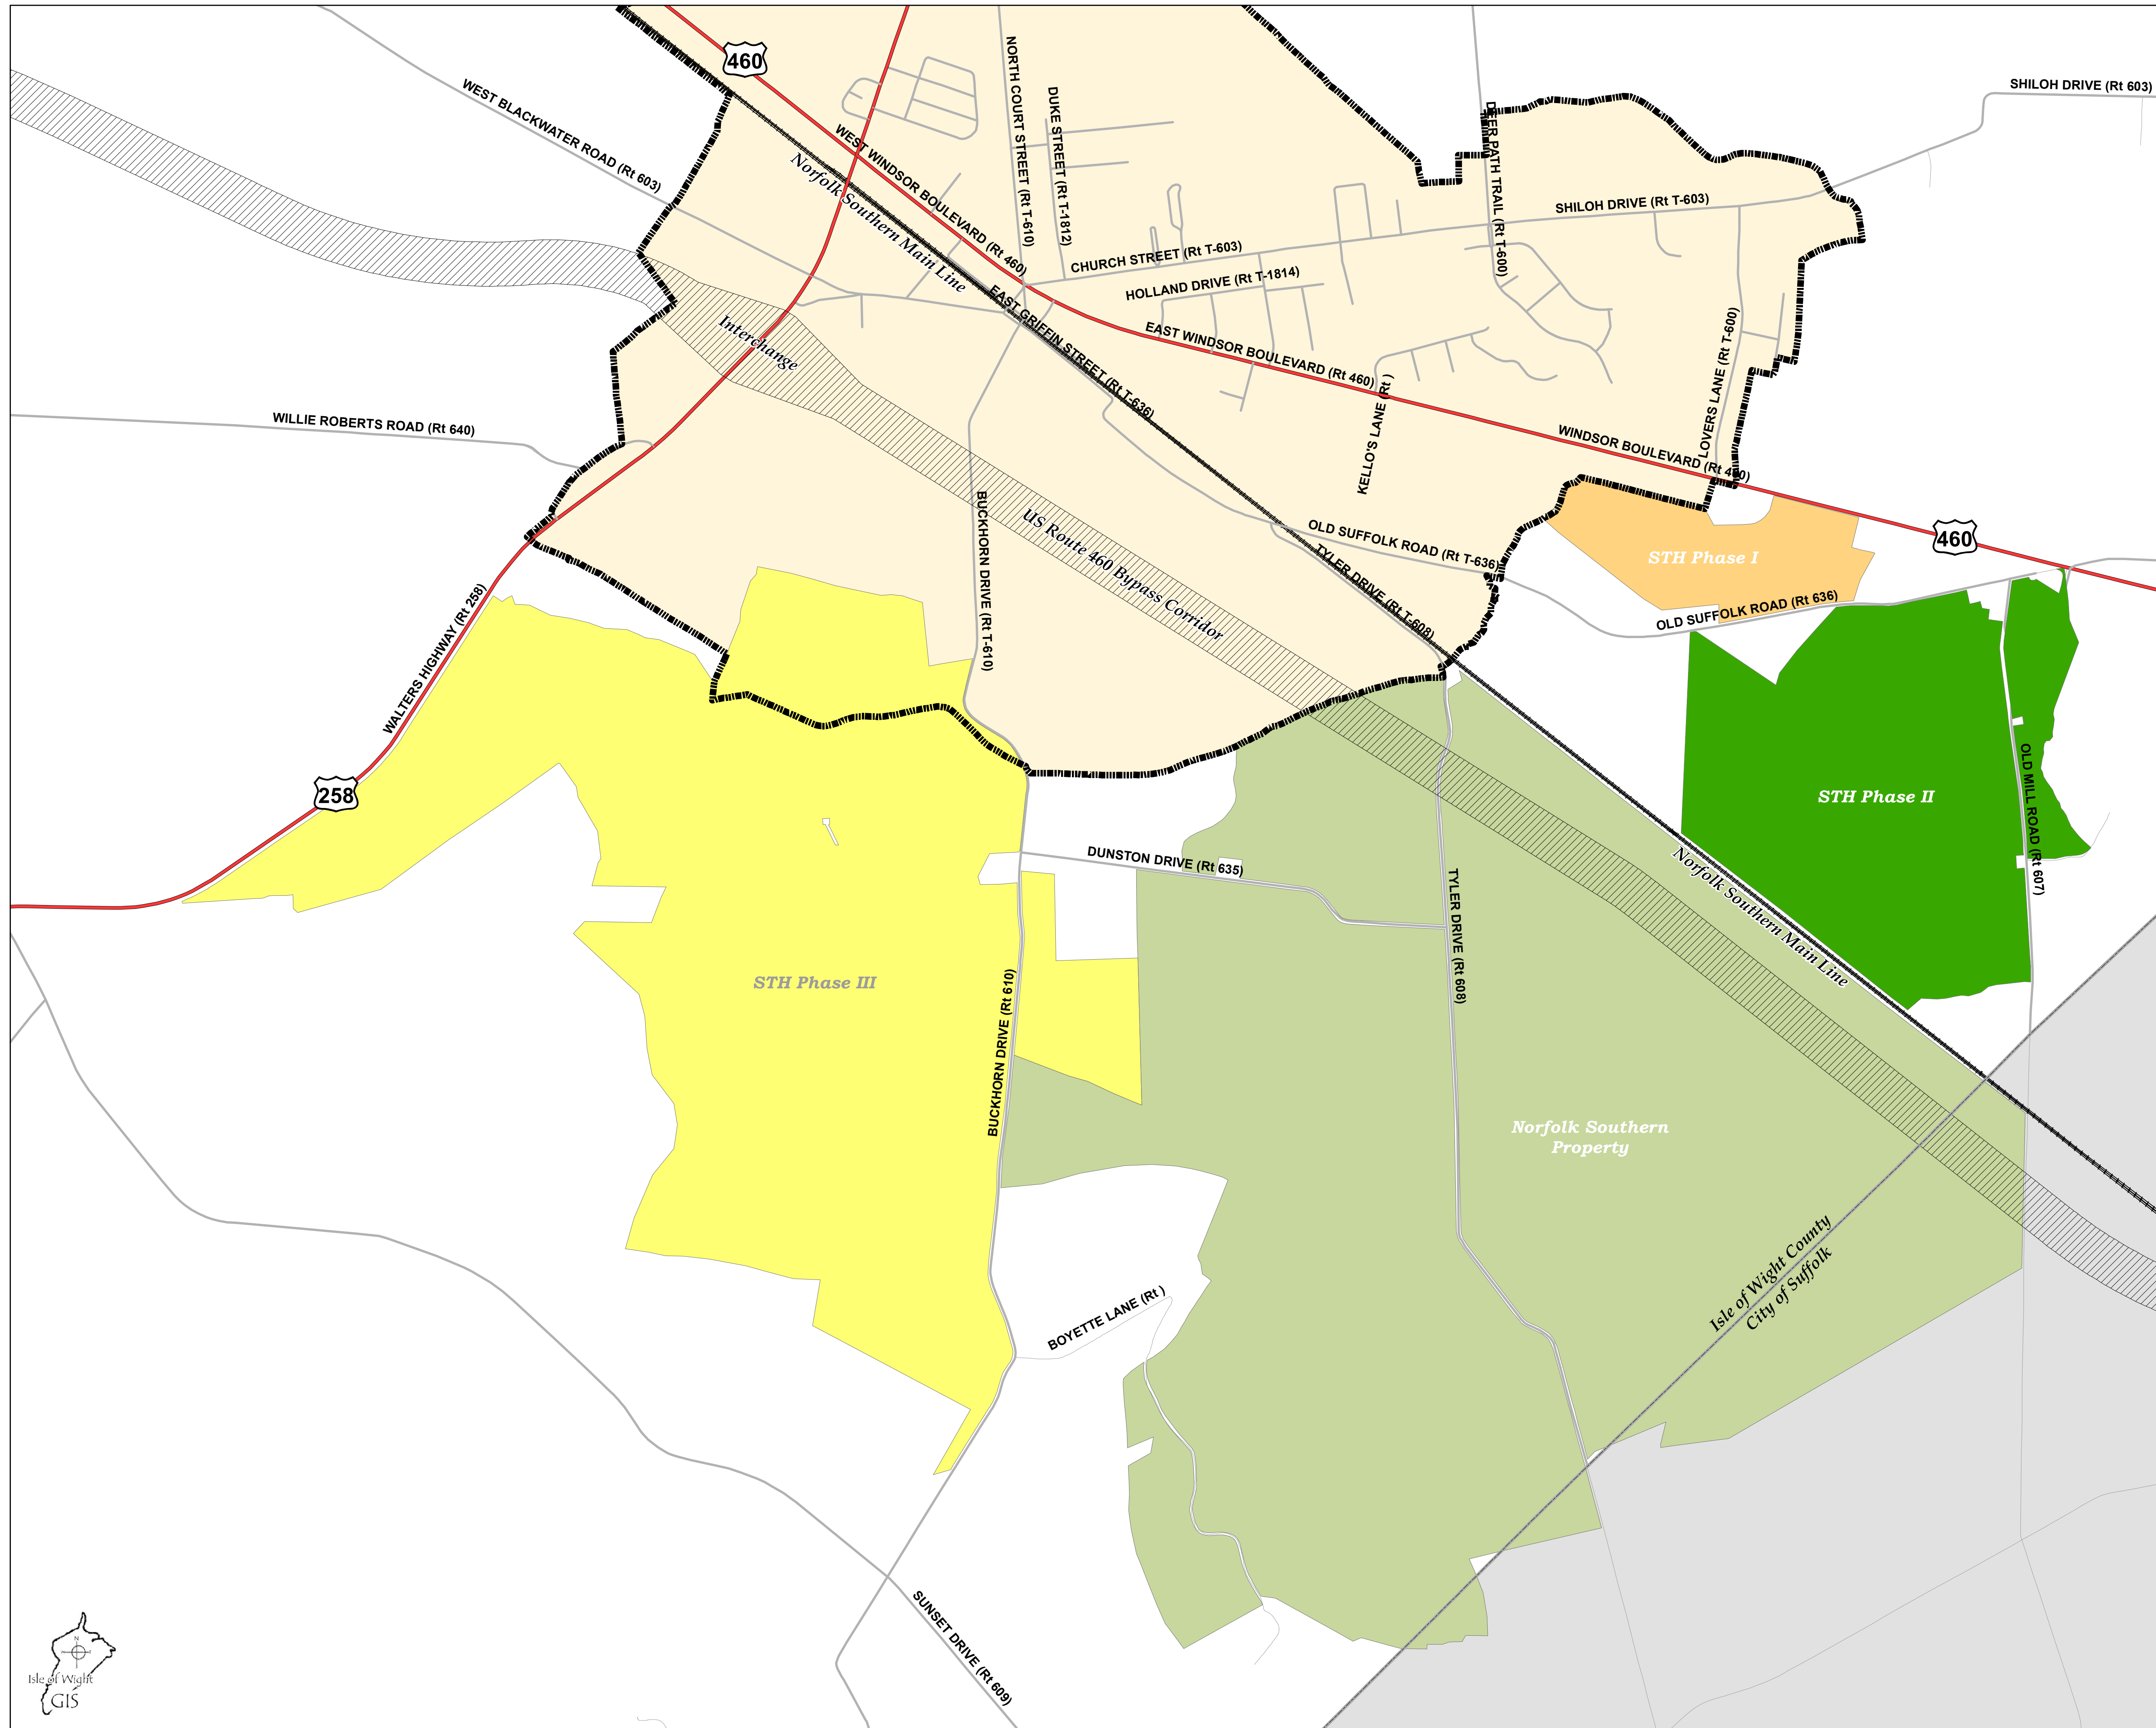 460
SHILOH DRIVE (Rt 603)
WEST BLACKWATER ROAD (Rt 603)
NORTH COURT STREET (Rt T-610)
DUKE STREET (Rt T-1812)
DEER PATH TRAIL (Rt T-600)
WEST WINDSOR BOULEVARD (Rt 460)
Norfolk Southern Main Line
SHILOH DRIVE (Rt T-603)
CHURCH STREET (Rt T-603)
HOLLAND DRIVE (Rt T-1814)
EAST GRIFFIN STREET (Rt T-636)
EAST WINDSOR BOULEVARD (Rt 460)
Interchange
LOVERS LANE (Rt T-600)
KELLO'S LANE (Rt )
WILLIE ROBERTS ROAD (Rt 640)
WINDSOR BOULEVARD (Rt 460)
BUCKHORN DRIVE (Rt T-610)
US Route 460 Bypass Corridor
OLD SUFFOLK ROAD (Rt T-636)
TYLER DRIVE (Rt T-608)
STH Phase I
460
OLD SUFFOLK ROAD (Rt 636)
WALTERS HIGHWAY (Rt 258)
258
STH Phase II
OLD MILL ROAD (Rt 607)
DUNSTON DRIVE (Rt 635)
Norfolk Southern Main Line
TYLER DRIVE (Rt 608)
STH Phase III
BUCKHORN DRIVE (Rt 610)
Norfolk Southern
Property
Isle of Wight County
City of Suffolk
BOYETTE LANE (Rt )
SUNSET DRIVE (Rt 609)
N
Isle of Wight
GIS